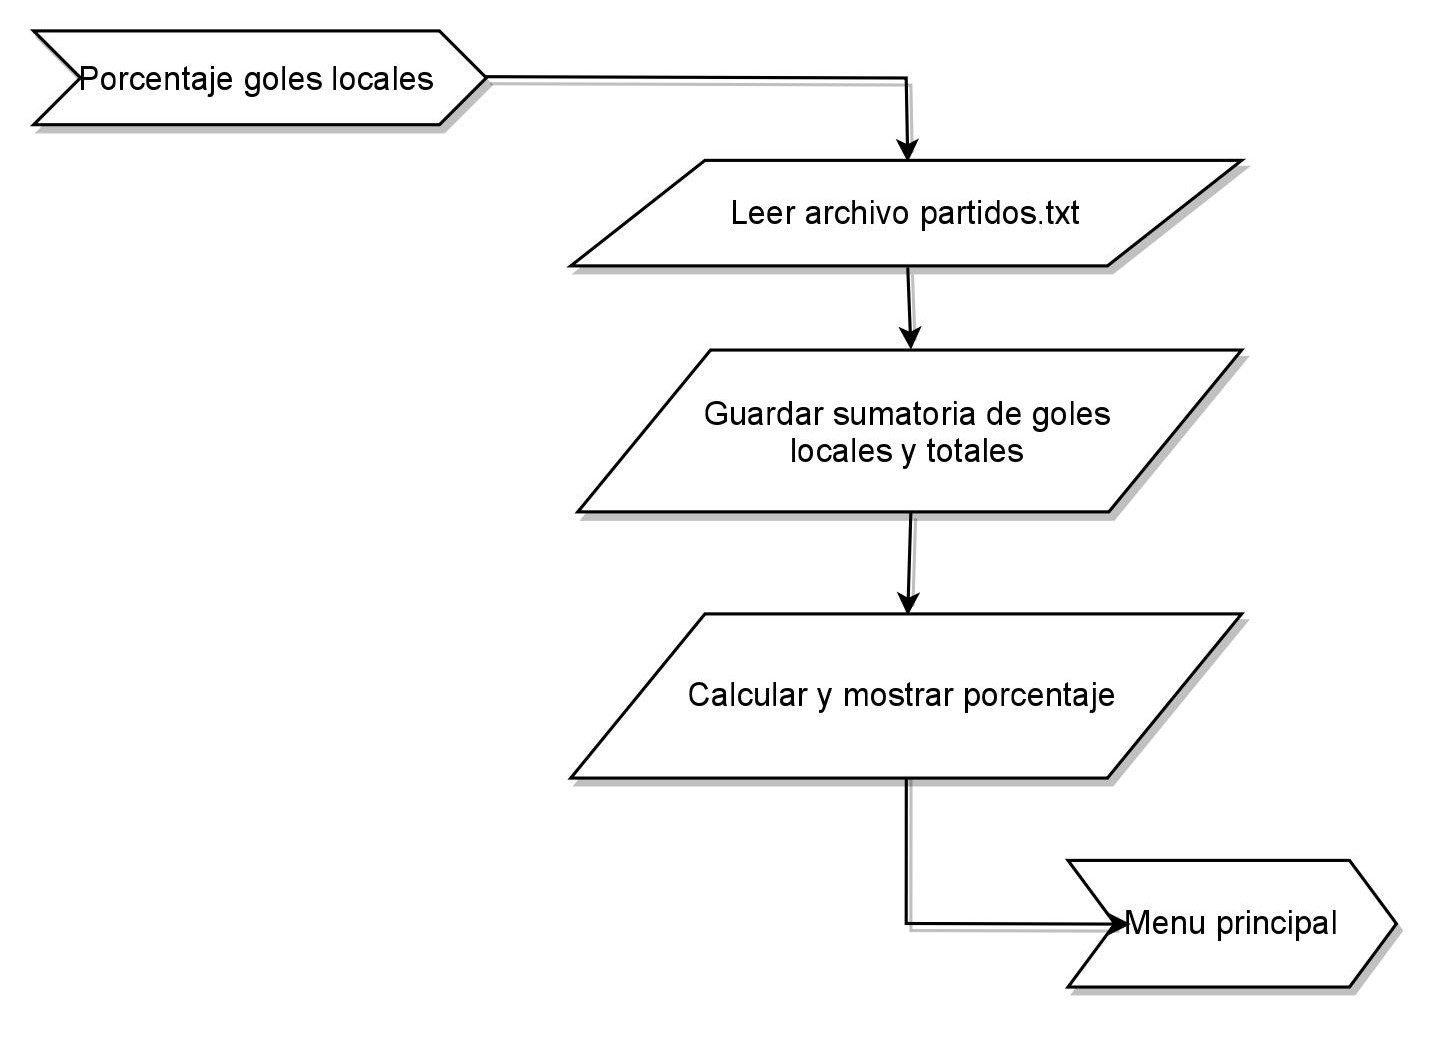 Porcentaje goles locales
Leer archivo partidos.txt
Guardar sumatoria de goles
locales y totales
Calcular y mostrar porcentaje
Menu principal